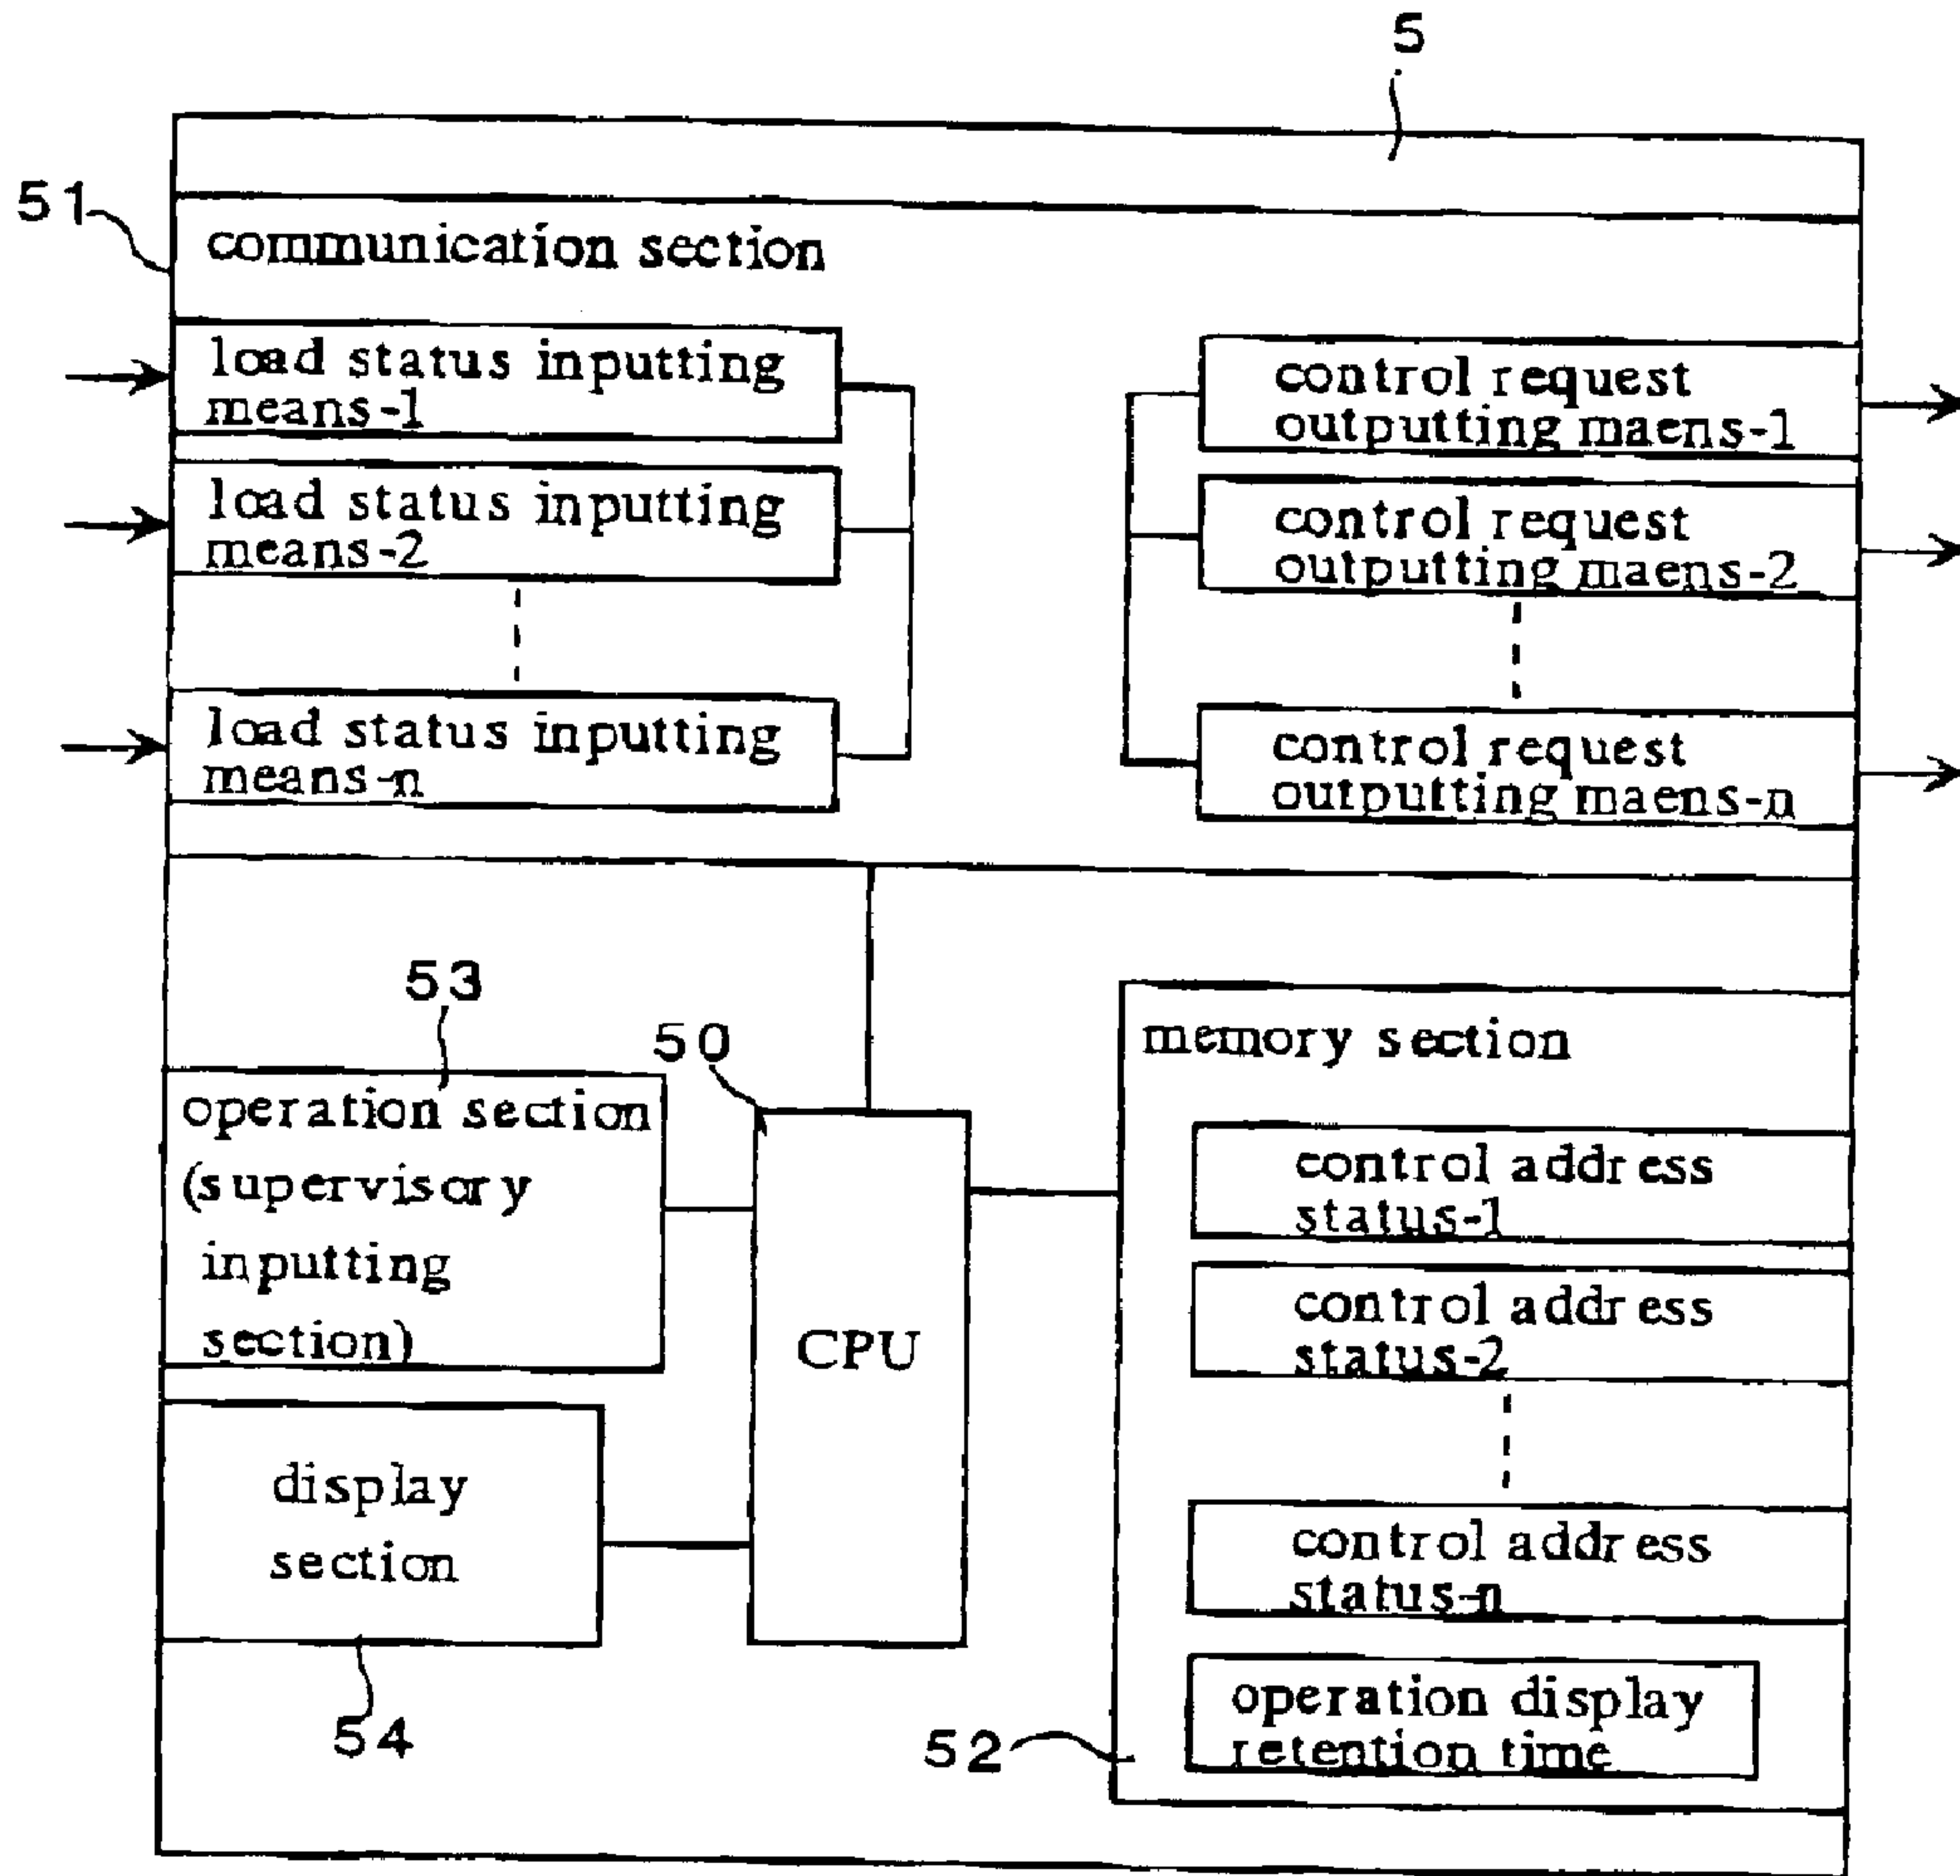 5
51
communication section
load status inputting
means-1
load status inputting
means-2
load status inputting
means-n
control request
outputting maens-1
control request
outputting maens-2
control request
outputting maens-n
53
operation section
(supervisory
inputting
section)
50
CPU
display
section
54
memory section
control address
status-1
control address
status-2
control address
status-n
operation display
retention time
52